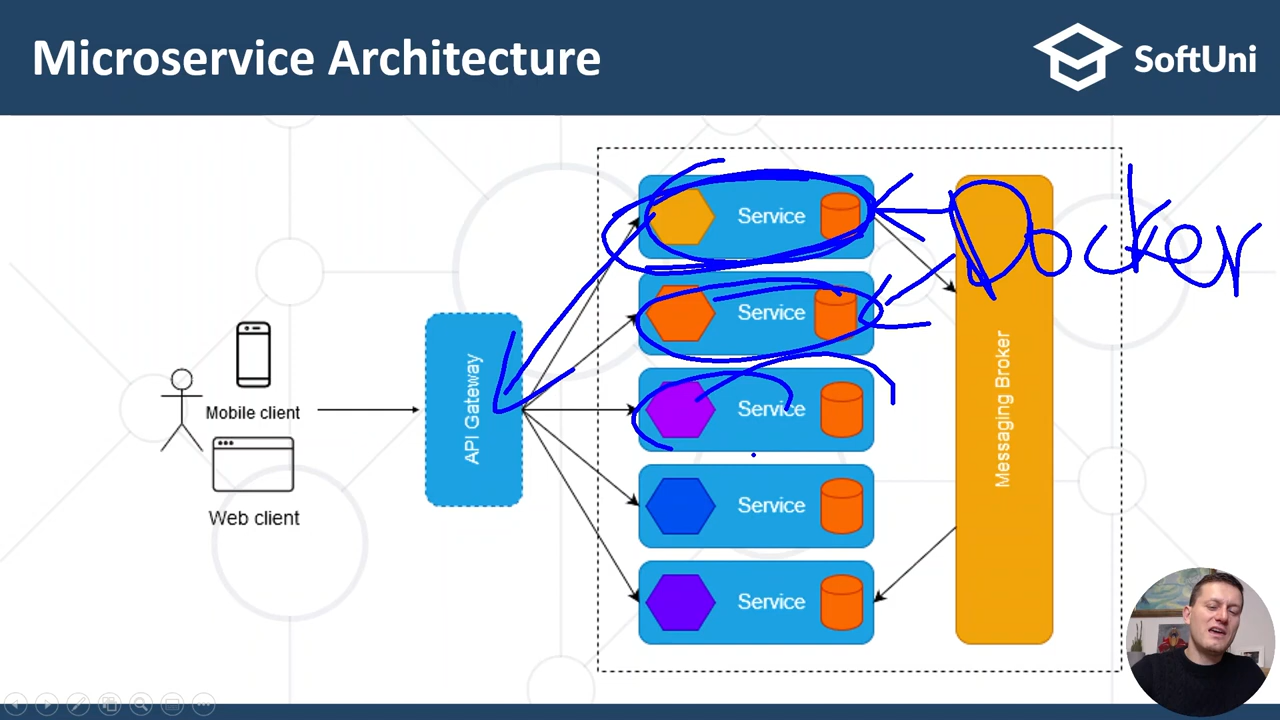 Microservice Architecture
SoftUni
Service
Docker
Service
Mobile client
API Gateway
Service
Messaging Broker
Web client
Service
Service